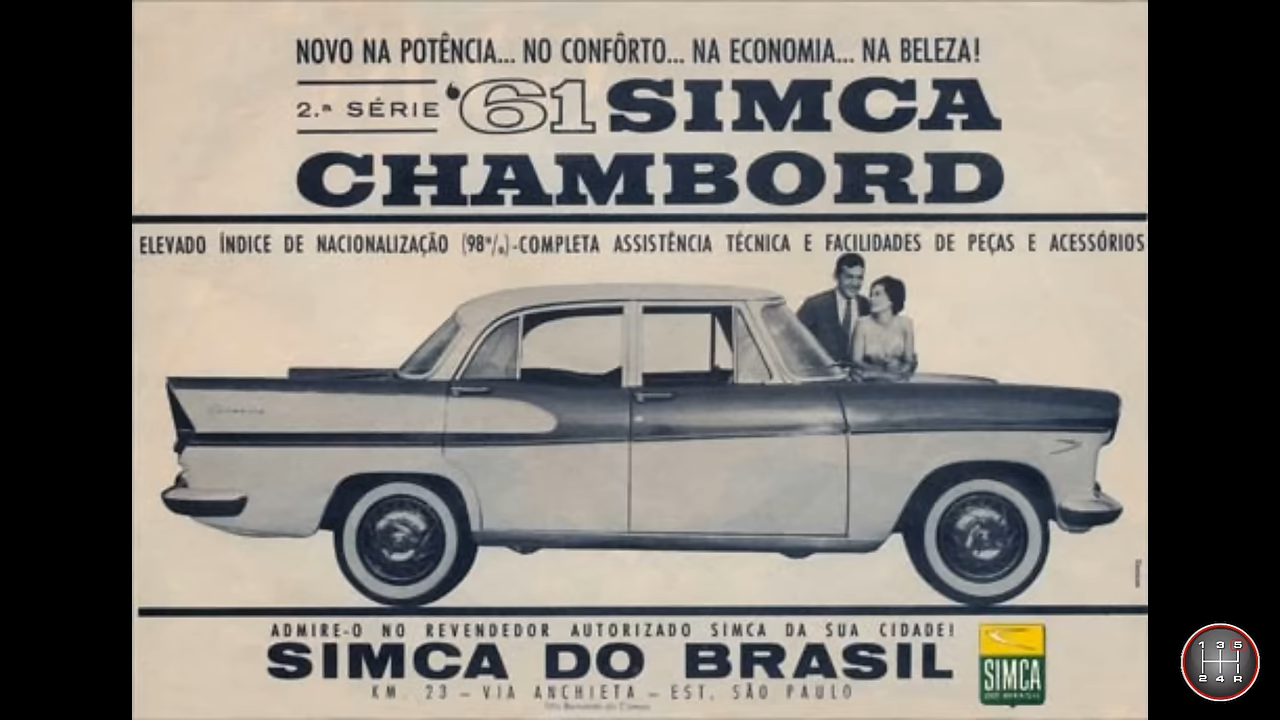 NOVO NA POTÊNCIA... NO CONFÔRTO... NA ECONOMIA... NA BELEZA!
2.ª SÉRIE '61 SIMCA
CHAMBORD
ELEVADO ÍNDICE DE NACIONALIZAÇÃO (98%)-COMPLETA ASSISTÊNCIA TÉCNICA E FACILIDADES DE PEÇAS E ACESSÓRIOS
ADMIRE-O NO REVENDEDOR AUTORIZADO SIMCA DA SUA CIDADE!
SIMCA DO BRASIL
KM. 23 - VIA ANCHIETA - EST. SÃO PAULO
SIMCA
DO BRASIL
1 3 5
2 4 R